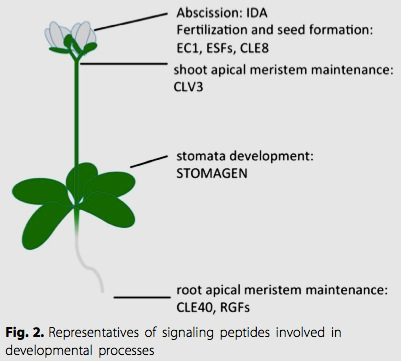 Abscission: IDA
Fertilization and seed formation:
EC1, ESFs, CLE8
shoot apical meristem maintenance:
CLV3
stomata development:
STOMAGEN
root apical meristem maintenance:
CLE40, RGFs
Fig. 2. Representatives of signaling peptides involved in
developmental processes